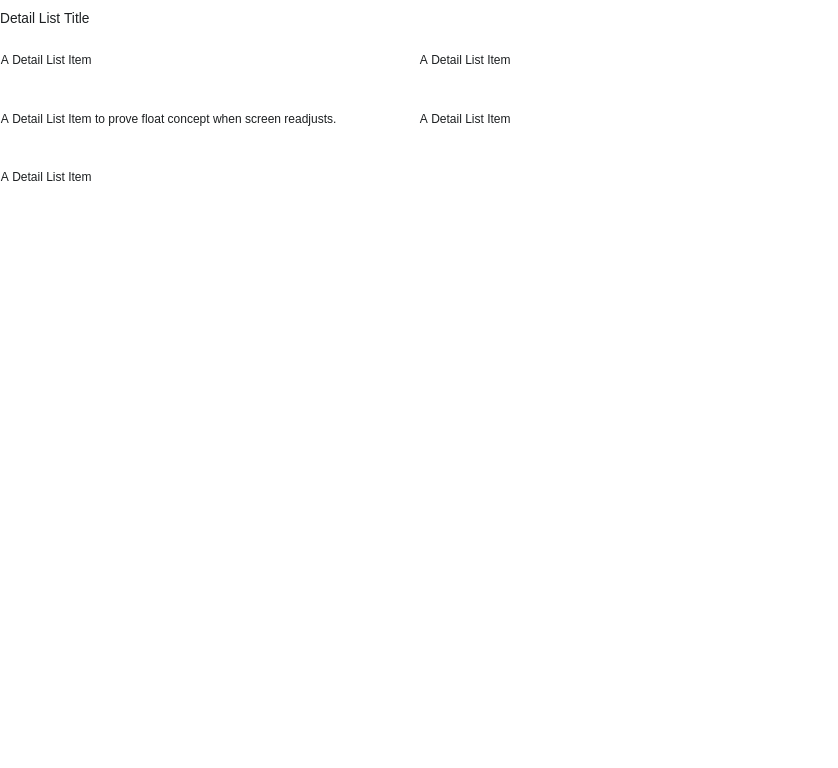 Detail List Title
A Detail List Item
A Detail List Item
A Detail List Item to prove float concept when screen readjusts.
A Detail List Item
A Detail List Item